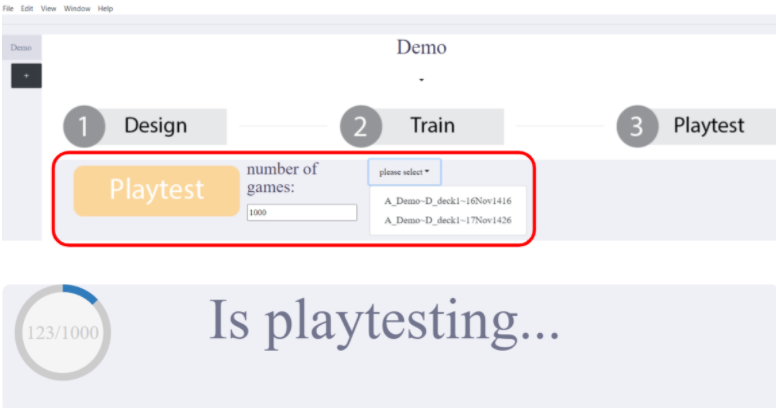 File Edit View Window Help
Demo
Demo
+
1 Design
2 Train
3 Playtest
Playtest
number of
games:
1000
please select
A_Demo~D_deck1~16Nov1416
A_Demo~D_deck1~17Nov1426
123/1000
Is playtesting...